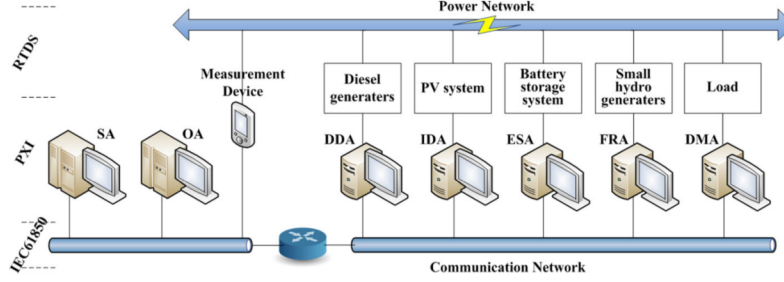 Power Network
RTDS
Measurement
Device
Diesel
generaters
PV system
Battery
storage
system
Small
hydro
generaters
Load
PXI
SA
OA
DDA
IDA
ESA
FRA
DMA
IEC61850
Communication Network